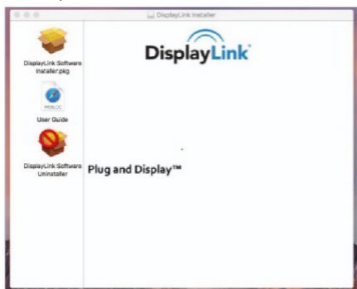 DisplayLink Installer
DisplayLink
DisplayLink Software
Installer.pkg
User Guide
DisplayLink Software
Uninstaller
Plug and Display™